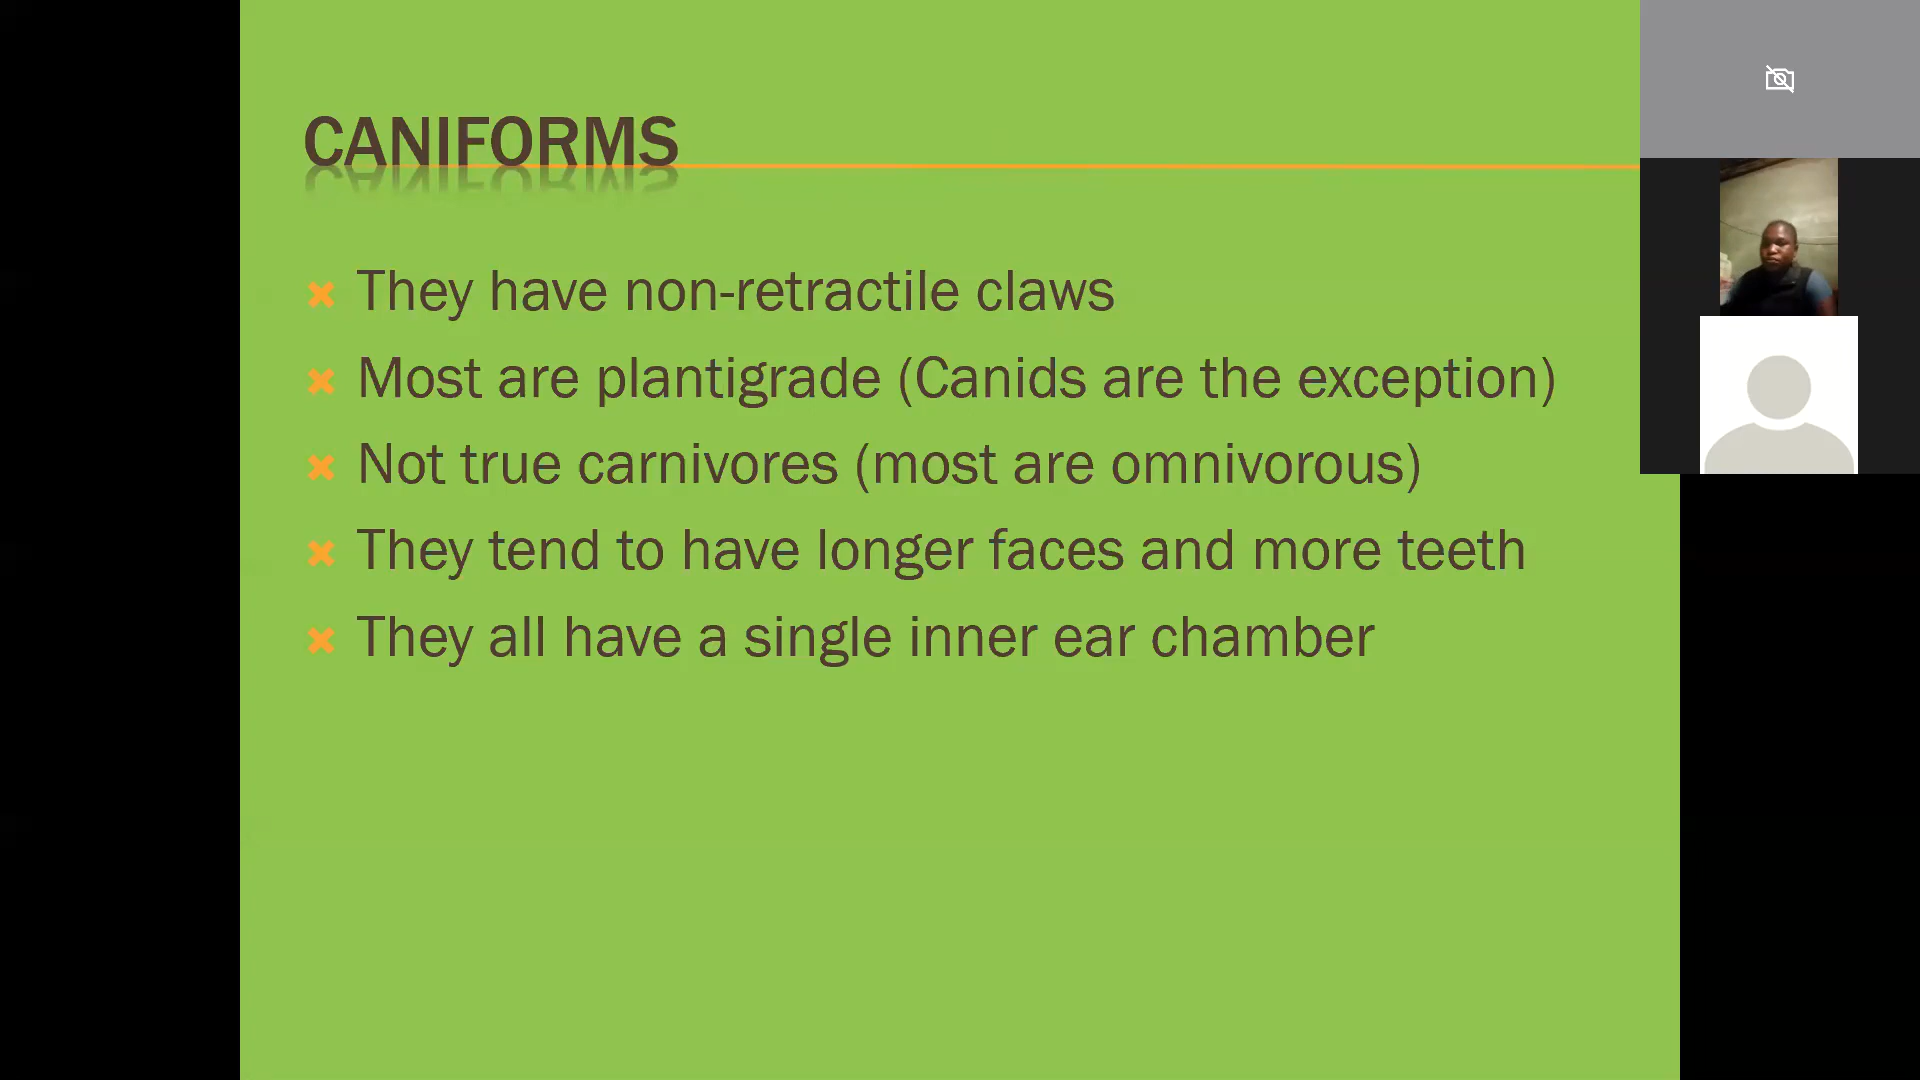 CANIFORMS
They have non-retractile claws
Most are plantigrade (Canids are the exception)
Not true carnivores (most are omnivorous)
They tend to have longer faces and more teeth
They all have a single inner ear chamber